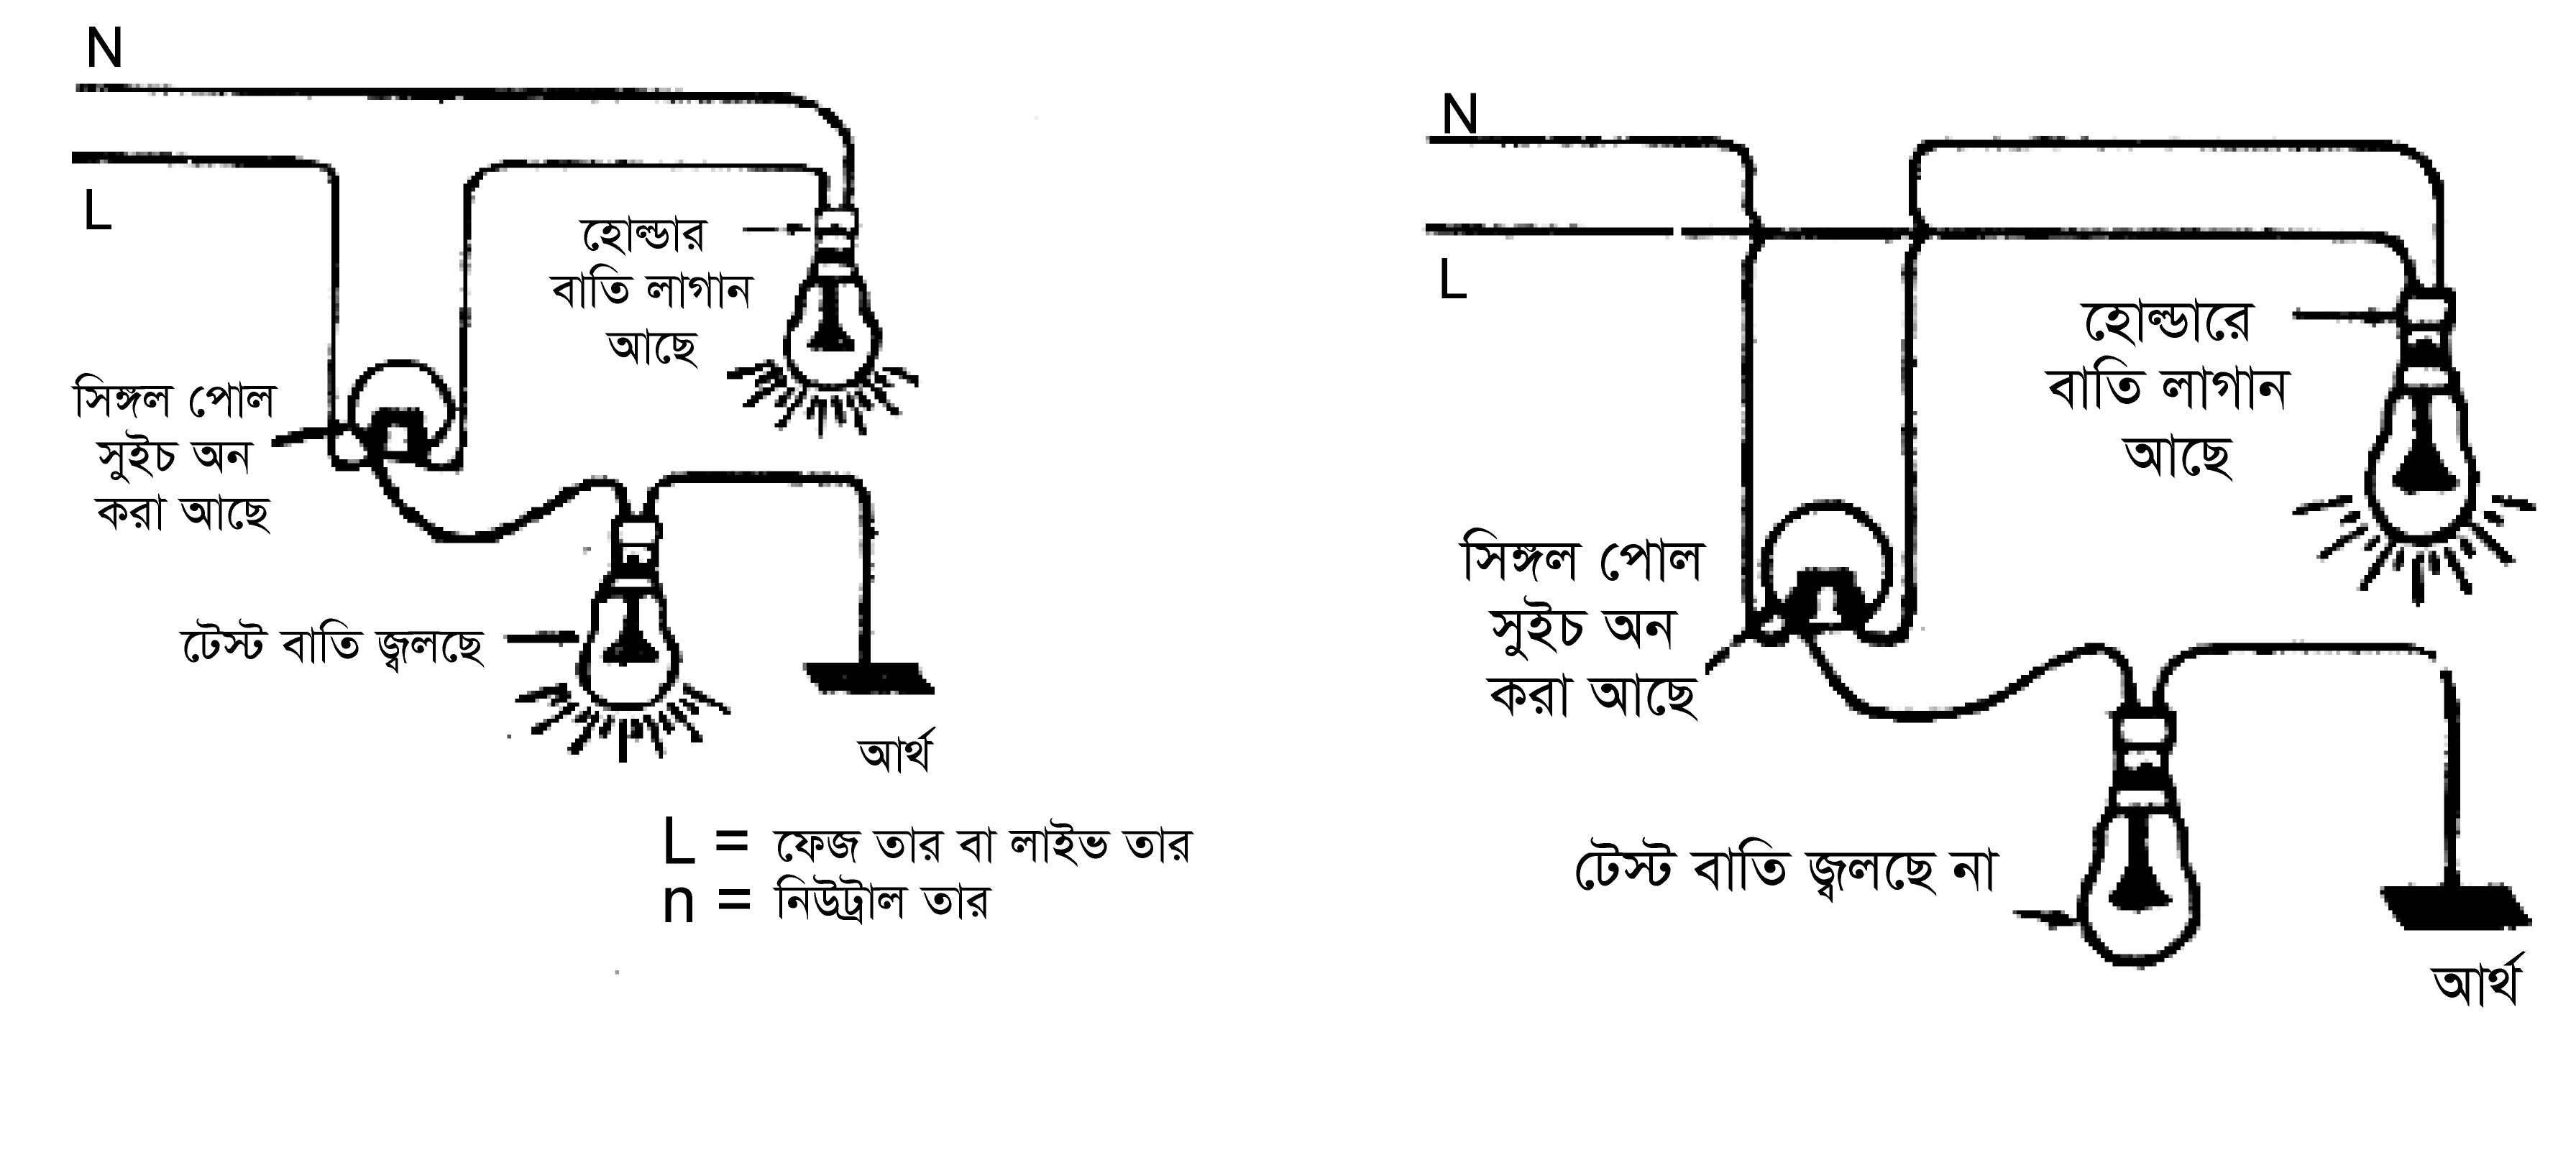 N
L
হোল্ডার
বাতি লাগান
আছে
সিঙ্গল পোল
সুইচ অন
করা আছে
টেস্ট বাতি জ্বলছে
আর্থ
L = ফেজ তার বা লাইভ তার
n = নিউট্রাল তার
N
L
হোল্ডারে
বাতি লাগান
আছে
সিঙ্গল পোল
সুইচ অন
করা আছে
টেস্ট বাতি জ্বলছে না
আর্থ